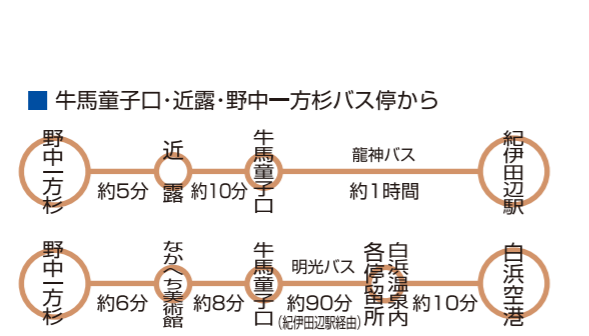 牛馬童子口・近露・野中一方杉バス停から
野中一方杉
約5分
近露
約10分
牛馬童子口
龍神バス
約1時間
紀伊田辺駅
野中一方杉
約6分
なかへち美術館
約8分
牛馬童子口
明光バス
約90分
(紀伊田辺駅経由)
白浜温泉内
各停留所
約10分
白浜空港